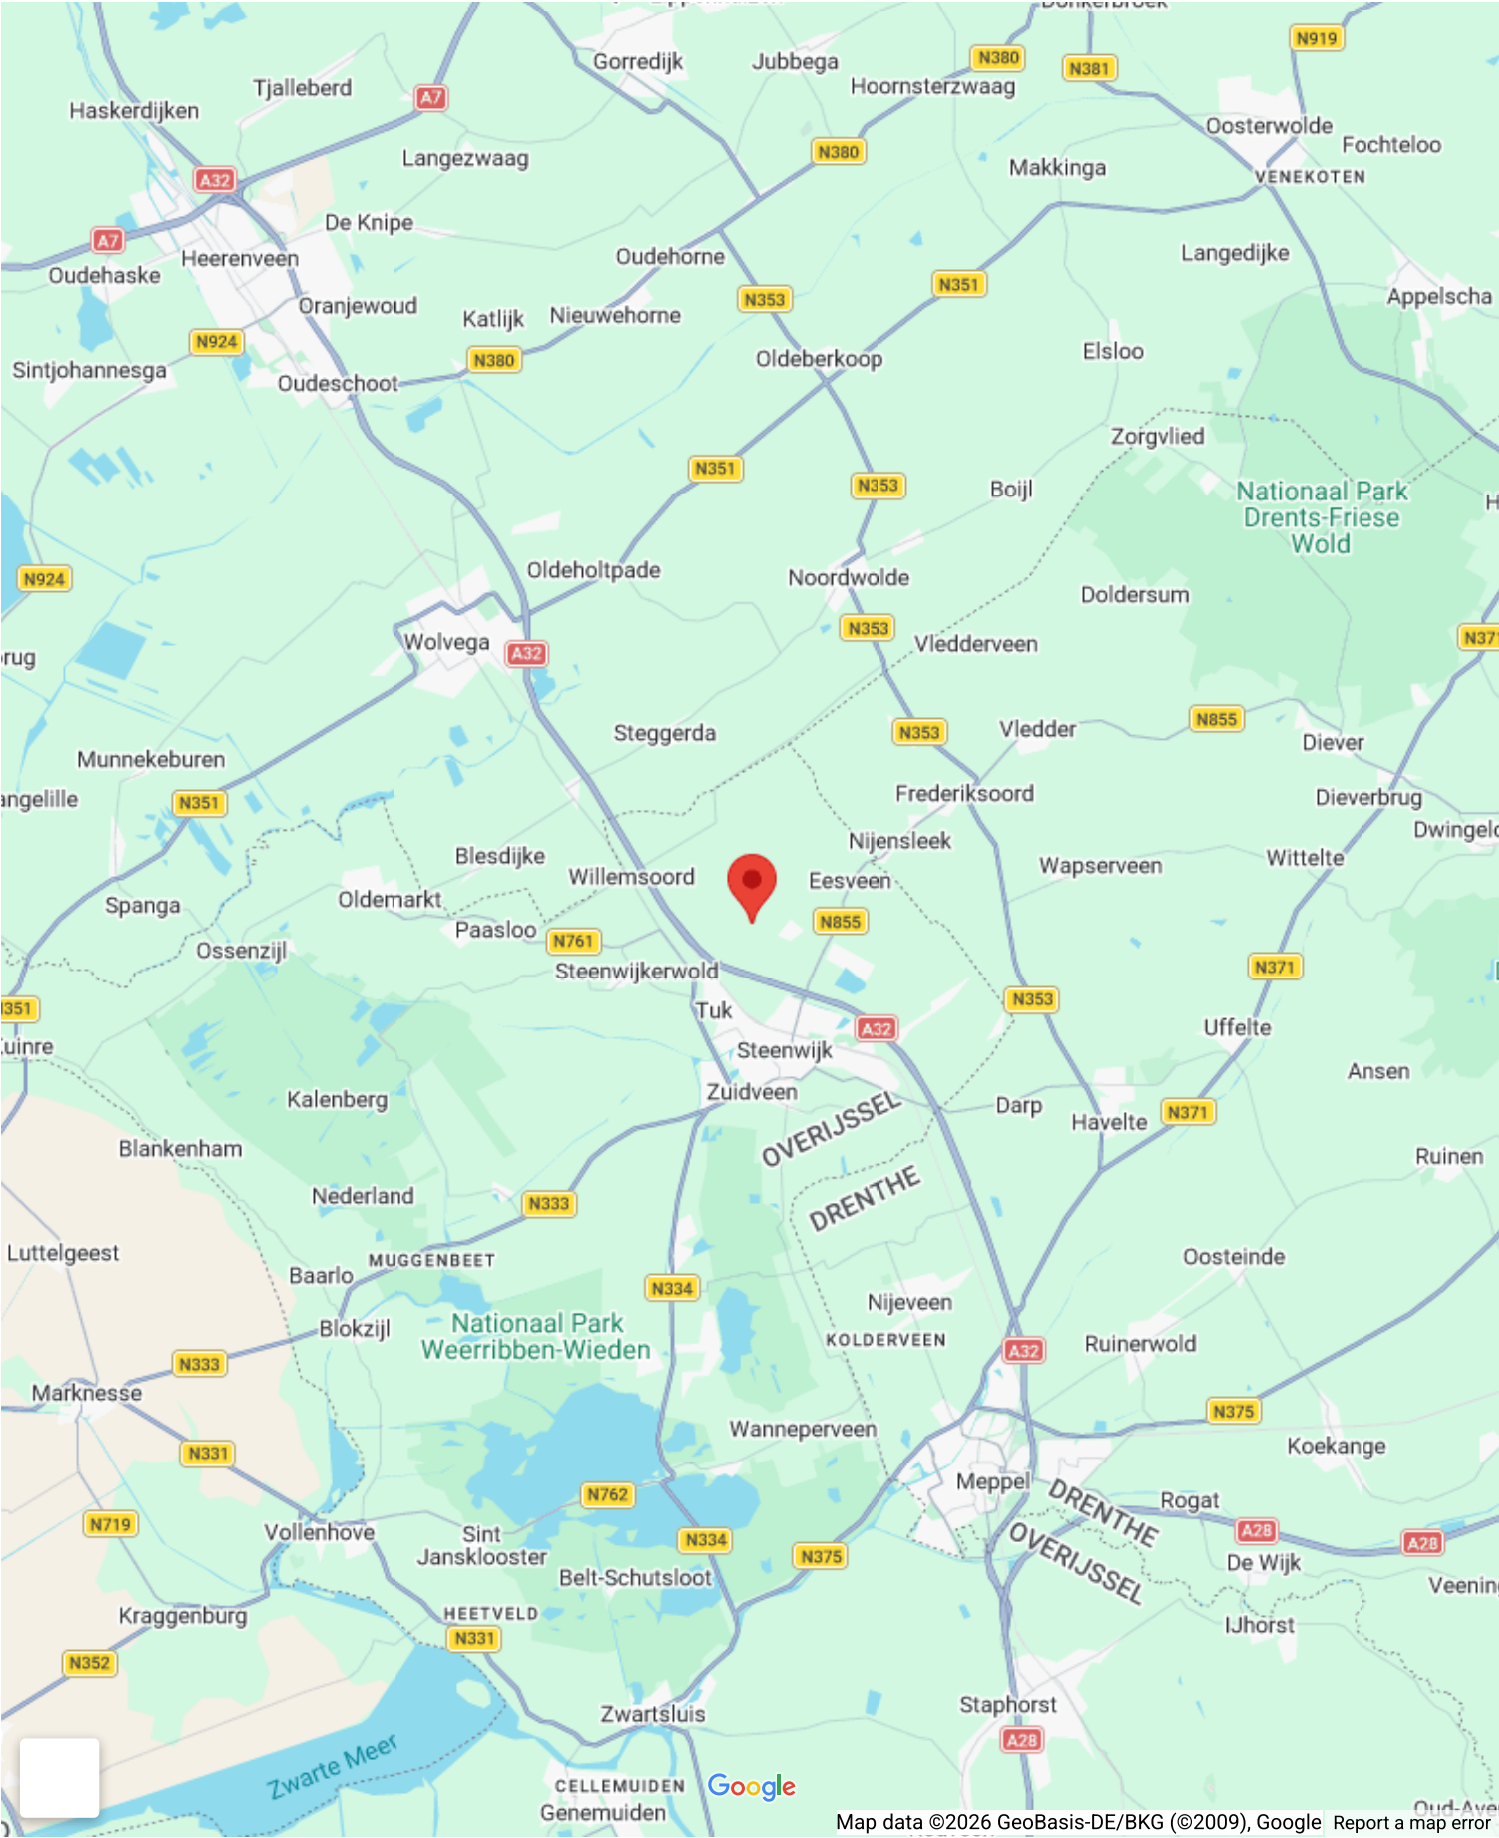 Donkerbroek
N919
Gorredijk
Jubbega
N380
N381
Tjalleberd
Hoornsterzwaag
A7
Haskerdijken
Oosterwolde
Fochteloo
Langezwaag
N380
Makkinga
VENEKOTEN
A32
De Knipe
A7
Heerenveen
Oudehorne
Langedijke
Oudehaske
N351
Appelscha
Oranjewoud
N353
Katlijk
Nieuwehorne
N924
Elsloo
Oldeberkoop
N380
Sintjohannesga
Oudeschoot
Zorgvlied
N351
N353
Boijl
Nationaal Park
Drents-Friese
Wold
N924
Oldeholtpade
Noordwolde
Doldersum
N353
N371
Wolvega
A32
Vledderveen
Steggerda
N353
Vledder
N855
Diever
Munnekeburen
N351
Frederiksoord
Dieverbrug
Nijensleek
Blesdijke
Willemsoord
Eesveen
Wapserveen
Wittelte
Oldemarkt
Spanga
Paasloo
N761
N855
Ossenzijl
Steenwijkerwold
N371
N353
Tuk
A32
Uffelte
Steenwijk
Ansen
Kalenberg
Zuidveen
Darp
N371
Havelte
OVERIJSSEL
Blankenham
Ruinen
DRENTHE
Nederland
N333
Luttelgeest
MUGGENBEET
Oosteinde
Baarlo
N334
Nijeveen
Blokzijl
Nationaal Park
Weerribben-Wieden
KOLDERVEEN
Ruinerwold
A32
N333
Marknesse
N375
Wanneperveen
Koekange
N331
Meppel
N762
DRENTHE
Rogat
N719
Vollenhove
Sint
Jansklooster
N334
OVERIJSSEL
A28
A28
N375
De Wijk
Belt-Schutsloot
Kraggenburg
HEETVELD
N331
IJhorst
N352
Staphorst
Zwartsluis
A28
Zwarte Meer
CELLEMUIDEN
Google
Genemuiden
Map data ©2026 GeoBasis-DE/BKG (©2009), Google
Report a map error